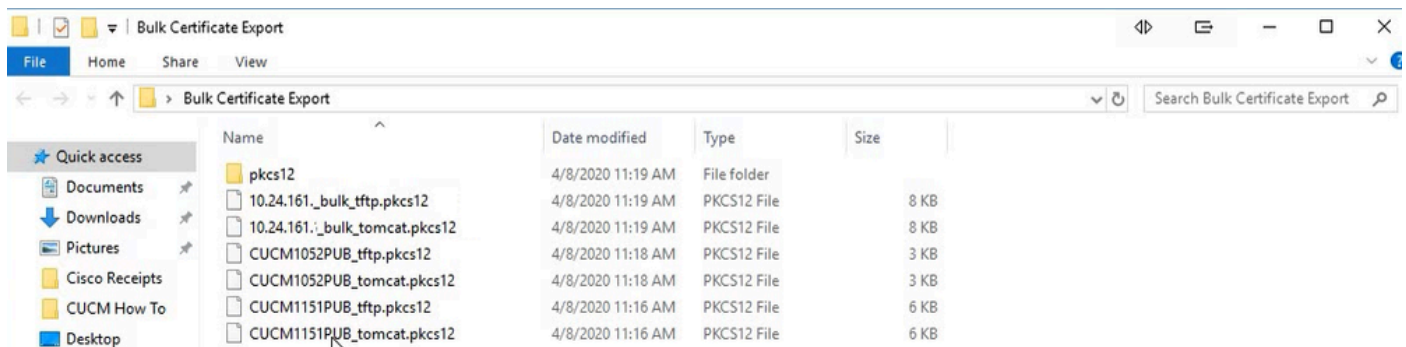 Bulk Certificate Export
File Home Share View
Bulk Certificate Export Search Bulk Certificate Export
Name Date modified Type Size
Quick access
pkcs12 4/8/2020 11:19 AM File folder
Documents 10.24.161._bulk_tftp.pkcs12 4/8/2020 11:19 AM PKCS12 File 8 KB
Downloads 10.24.161._bulk_tomcat.pkcs12 4/8/2020 11:19 AM PKCS12 File 8 KB
Pictures CUCM1052PUB_tftp.pkcs12 4/8/2020 11:18 AM PKCS12 File 3 KB
Cisco Receipts CUCM1052PUB_tomcat.pkcs12 4/8/2020 11:18 AM PKCS12 File 3 KB
CUCM How To CUCM1151PUB_tftp.pkcs12 4/8/2020 11:16 AM PKCS12 File 6 KB
Desktop CUCM1151PUB_tomcat.pkcs12 4/8/2020 11:16 AM PKCS12 File 6 KB